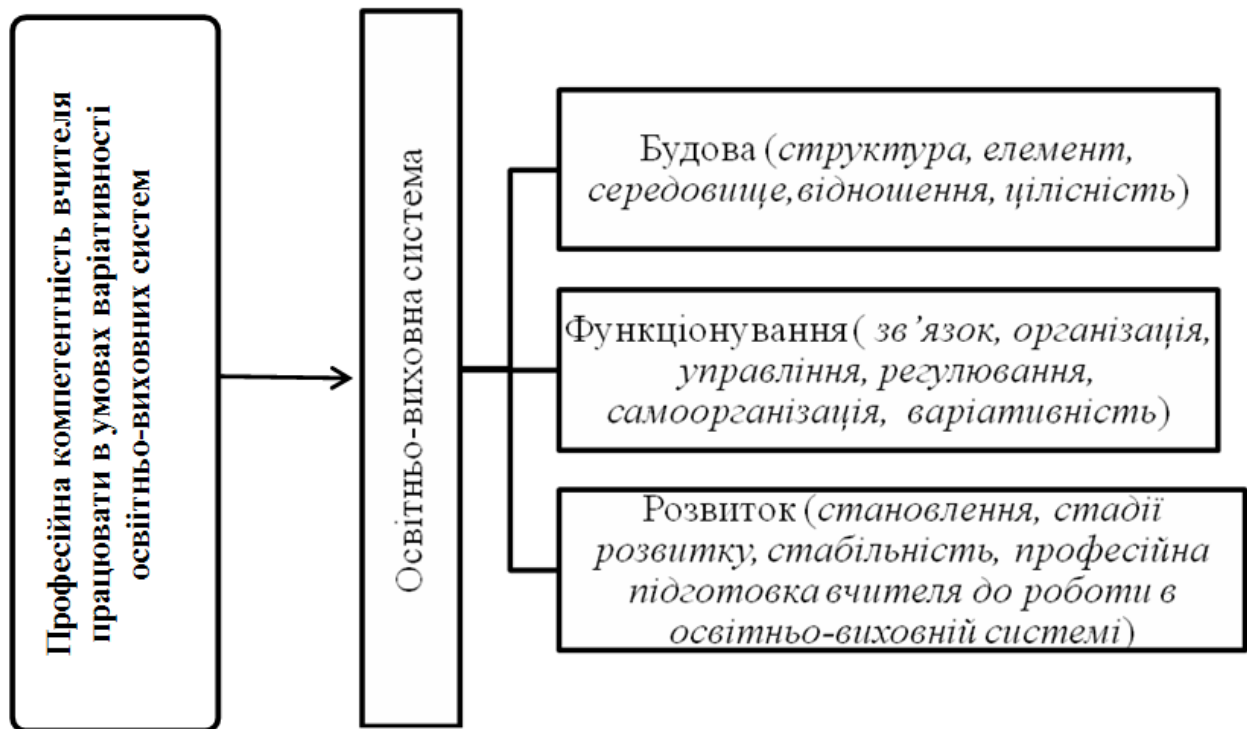 Професійна компетентність вчителя
працювати в умовах варіативності
освіітньо-виховних систем
Освітньо-виховна система
Будова (структура, елемент,
середовище,відношення, цілісність)
Функціонування ( зв’язок, організація,
управління, регулювання,
самоорганізація, варіативність)
Розвиток (становлення, стадії
розвитку, стабільність, професійна
підготовка вчителя до роботи в
освітньо-виховній системі)